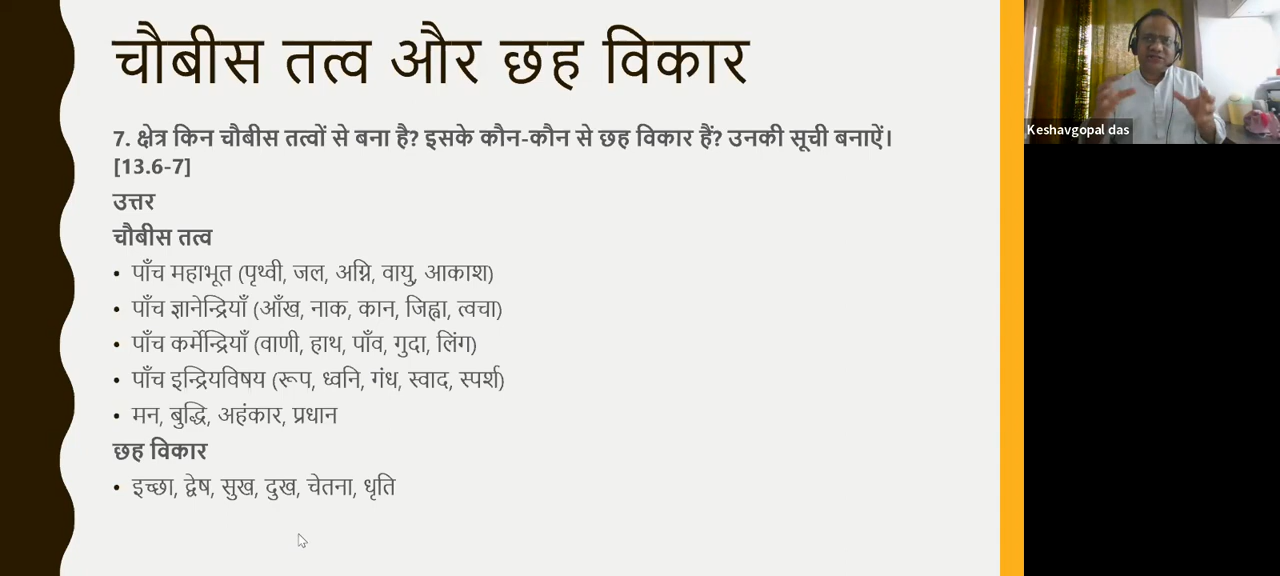 चौबीस तत्व और छह विकार
7. क्षेत्र किन चौबीस तत्वों से बना है? इसके कौन-कौन से छह विकार हैं? उनकी सूची बनाऐं।
[13.6-7]
उत्तर
चौबीस तत्व
• पाँच महाभूत (पृथ्वी, जल, अग्नि, वायु, आकाश)
• पाँच ज्ञानेन्द्रियाँ (आँख, नाक, कान, जिह्वा, त्वचा)
• पाँच कर्मेन्द्रियाँ (वाणी, हाथ, पाँव, गुदा, लिंग)
• पाँच इन्द्रियविषय (रूप, ध्वनि, गंध, स्वाद, स्पर्श)
• मन, बुद्धि, अहंकार, प्रधान
छह विकार
• इच्छा, द्वेष, सुख, दुख, चेतना, धृति
Keshavgopal das